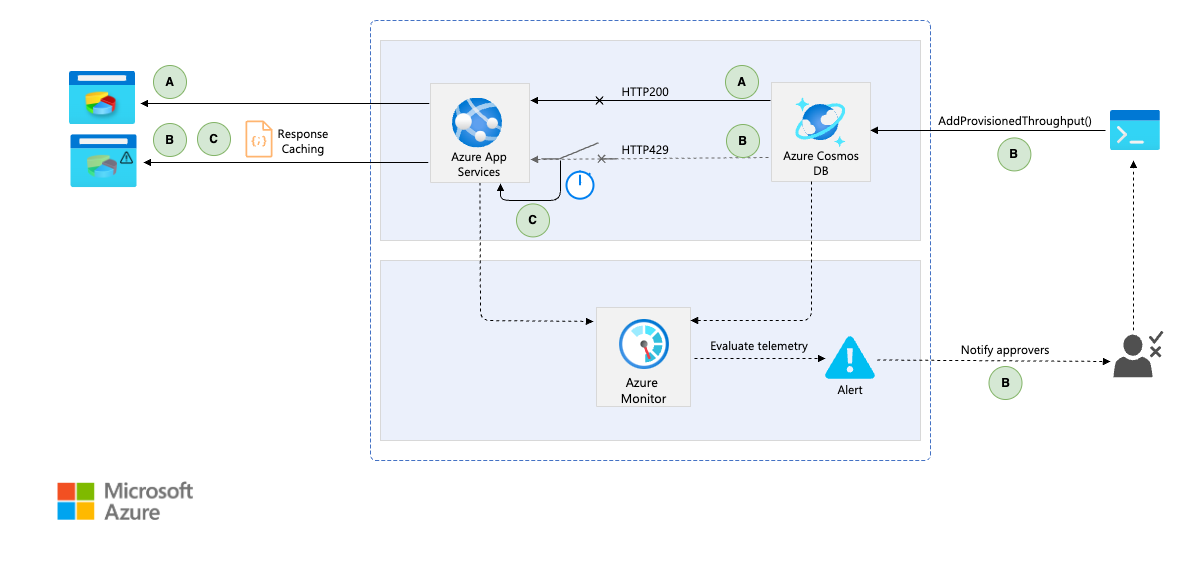 A
A
HTTP200
AddProvisionedThroughput()
B
C
{;}
Response
Caching
B
HTTP429
B
Azure App
Services
Azure Cosmos
DB
C
Evaluate telemetry
Notify approvers
B
Azure
Monitor
Alert
Microsoft
Azure